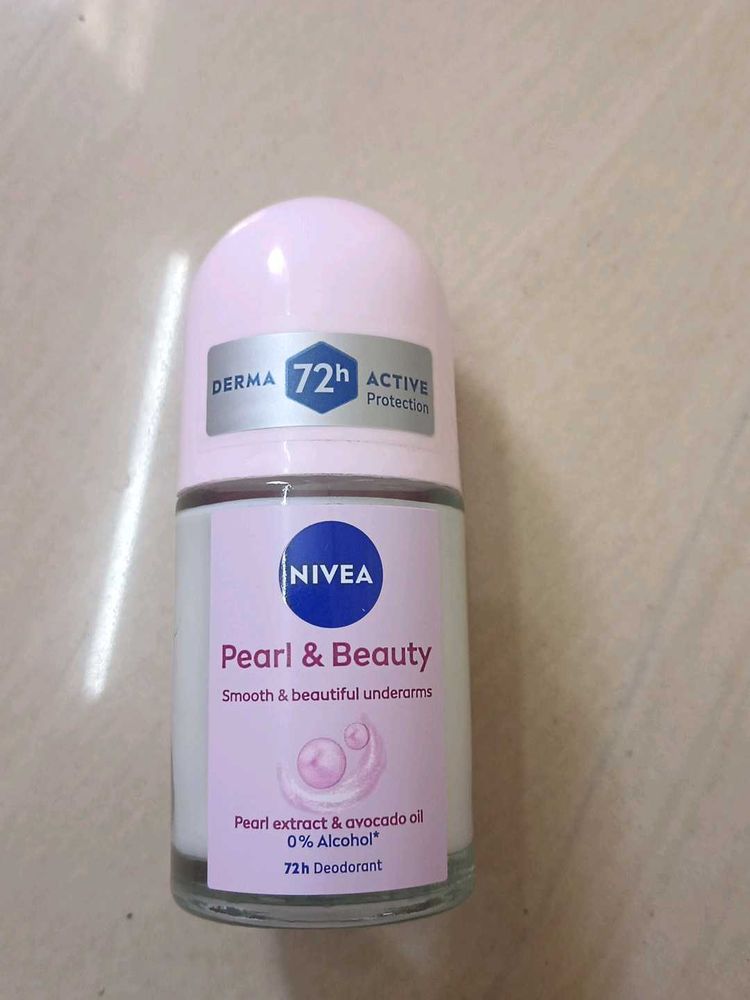 DERMA 72h ACTIVE
Protection
NIVEA
Pearl & Beauty
Smooth & beautiful underarms
Pearl extract & avocado oil
0% Alcohol*
72h Deodorant